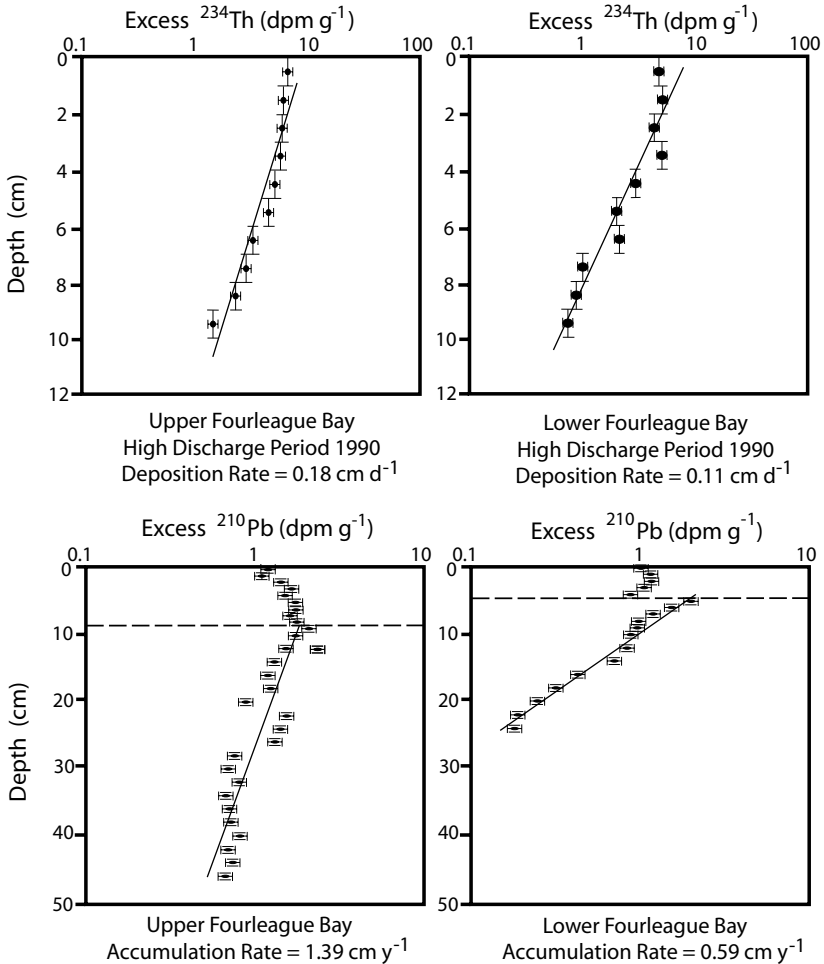 Excess ²³⁴Th (dpm g⁻¹)
0.1 1 10 100
0
2
4
6
8
10
12
Depth (cm)
Upper Fourleague Bay
High Discharge Period 1990
Deposition Rate = 0.18 cm d⁻¹
Excess ²³⁴Th (dpm g⁻¹)
0.1 1 10 100
0
2
4
6
8
10
12
Lower Fourleague Bay
High Discharge Period 1990
Deposition Rate = 0.11 cm d⁻¹
Excess ²¹⁰Pb (dpm g⁻¹)
0.1 1 10
0
10
20
30
40
50
Depth (cm)
Upper Fourleague Bay
Accumulation Rate = 1.39 cm y⁻¹
Excess ²¹⁰Pb (dpm g⁻¹)
0.1 1 10
0
10
20
30
40
50
Lower Fourleague Bay
Accumulation Rate = 0.59 cm y⁻¹